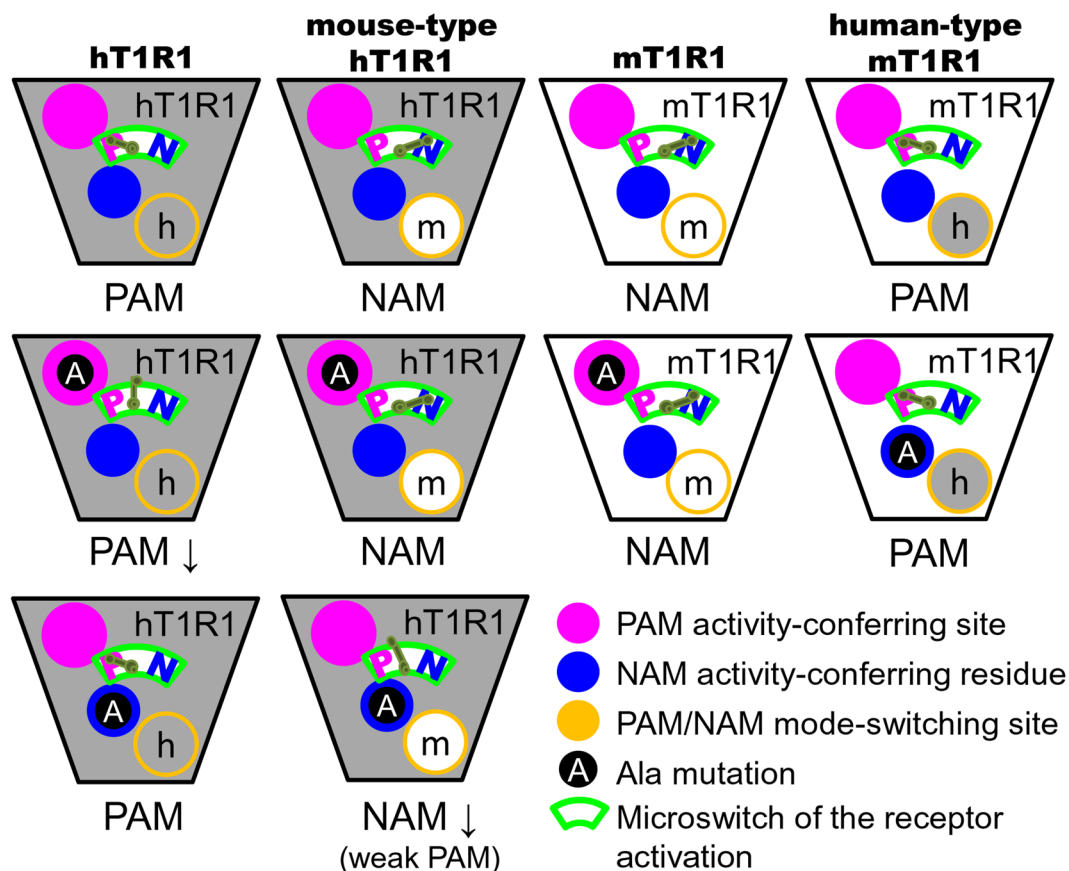 hT1R1
mouse-type
hT1R1
mT1R1
human-type
mT1R1
hT1R1
P N
h
PAM
hT1R1
P N
m
NAM
mT1R1
P N
m
NAM
mT1R1
P N
h
PAM
hT1R1
A
P N
h
PAM ↓
hT1R1
A
P N
m
NAM
mT1R1
A
P N
m
NAM
mT1R1
P N
A
h
PAM
hT1R1
P N
A
h
PAM
hT1R1
P N
A
m
NAM ↓
(weak PAM)
PAM activity-conferring site
NAM activity-conferring residue
PAM/NAM mode-switching site
A Ala mutation
Microswitch of the receptor
activation